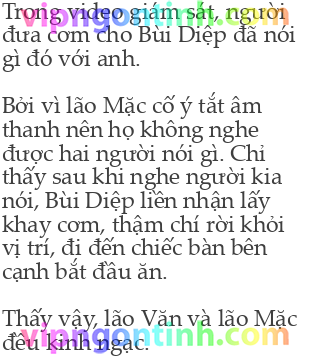 Trong video giám sát, người
đưa cơm cho Bùi Diệp đã nói
gì đó với anh.
Bởi vì lão Mặc cố ý tắt âm
thanh nên họ không nghe
được hai người nói gì. Chỉ
thấy sau khi nghe người kia
nói, Bùi Diệp liền nhận lấy
khay cơm, thậm chí rời khỏi
vị trí, đi đến chiếc bàn bên
cạnh bắt đầu ăn.
Thấy vậy, lão Văn và lão Mặc
đều kinh ngạc.
vipngontinh.com
vipngontinh.com